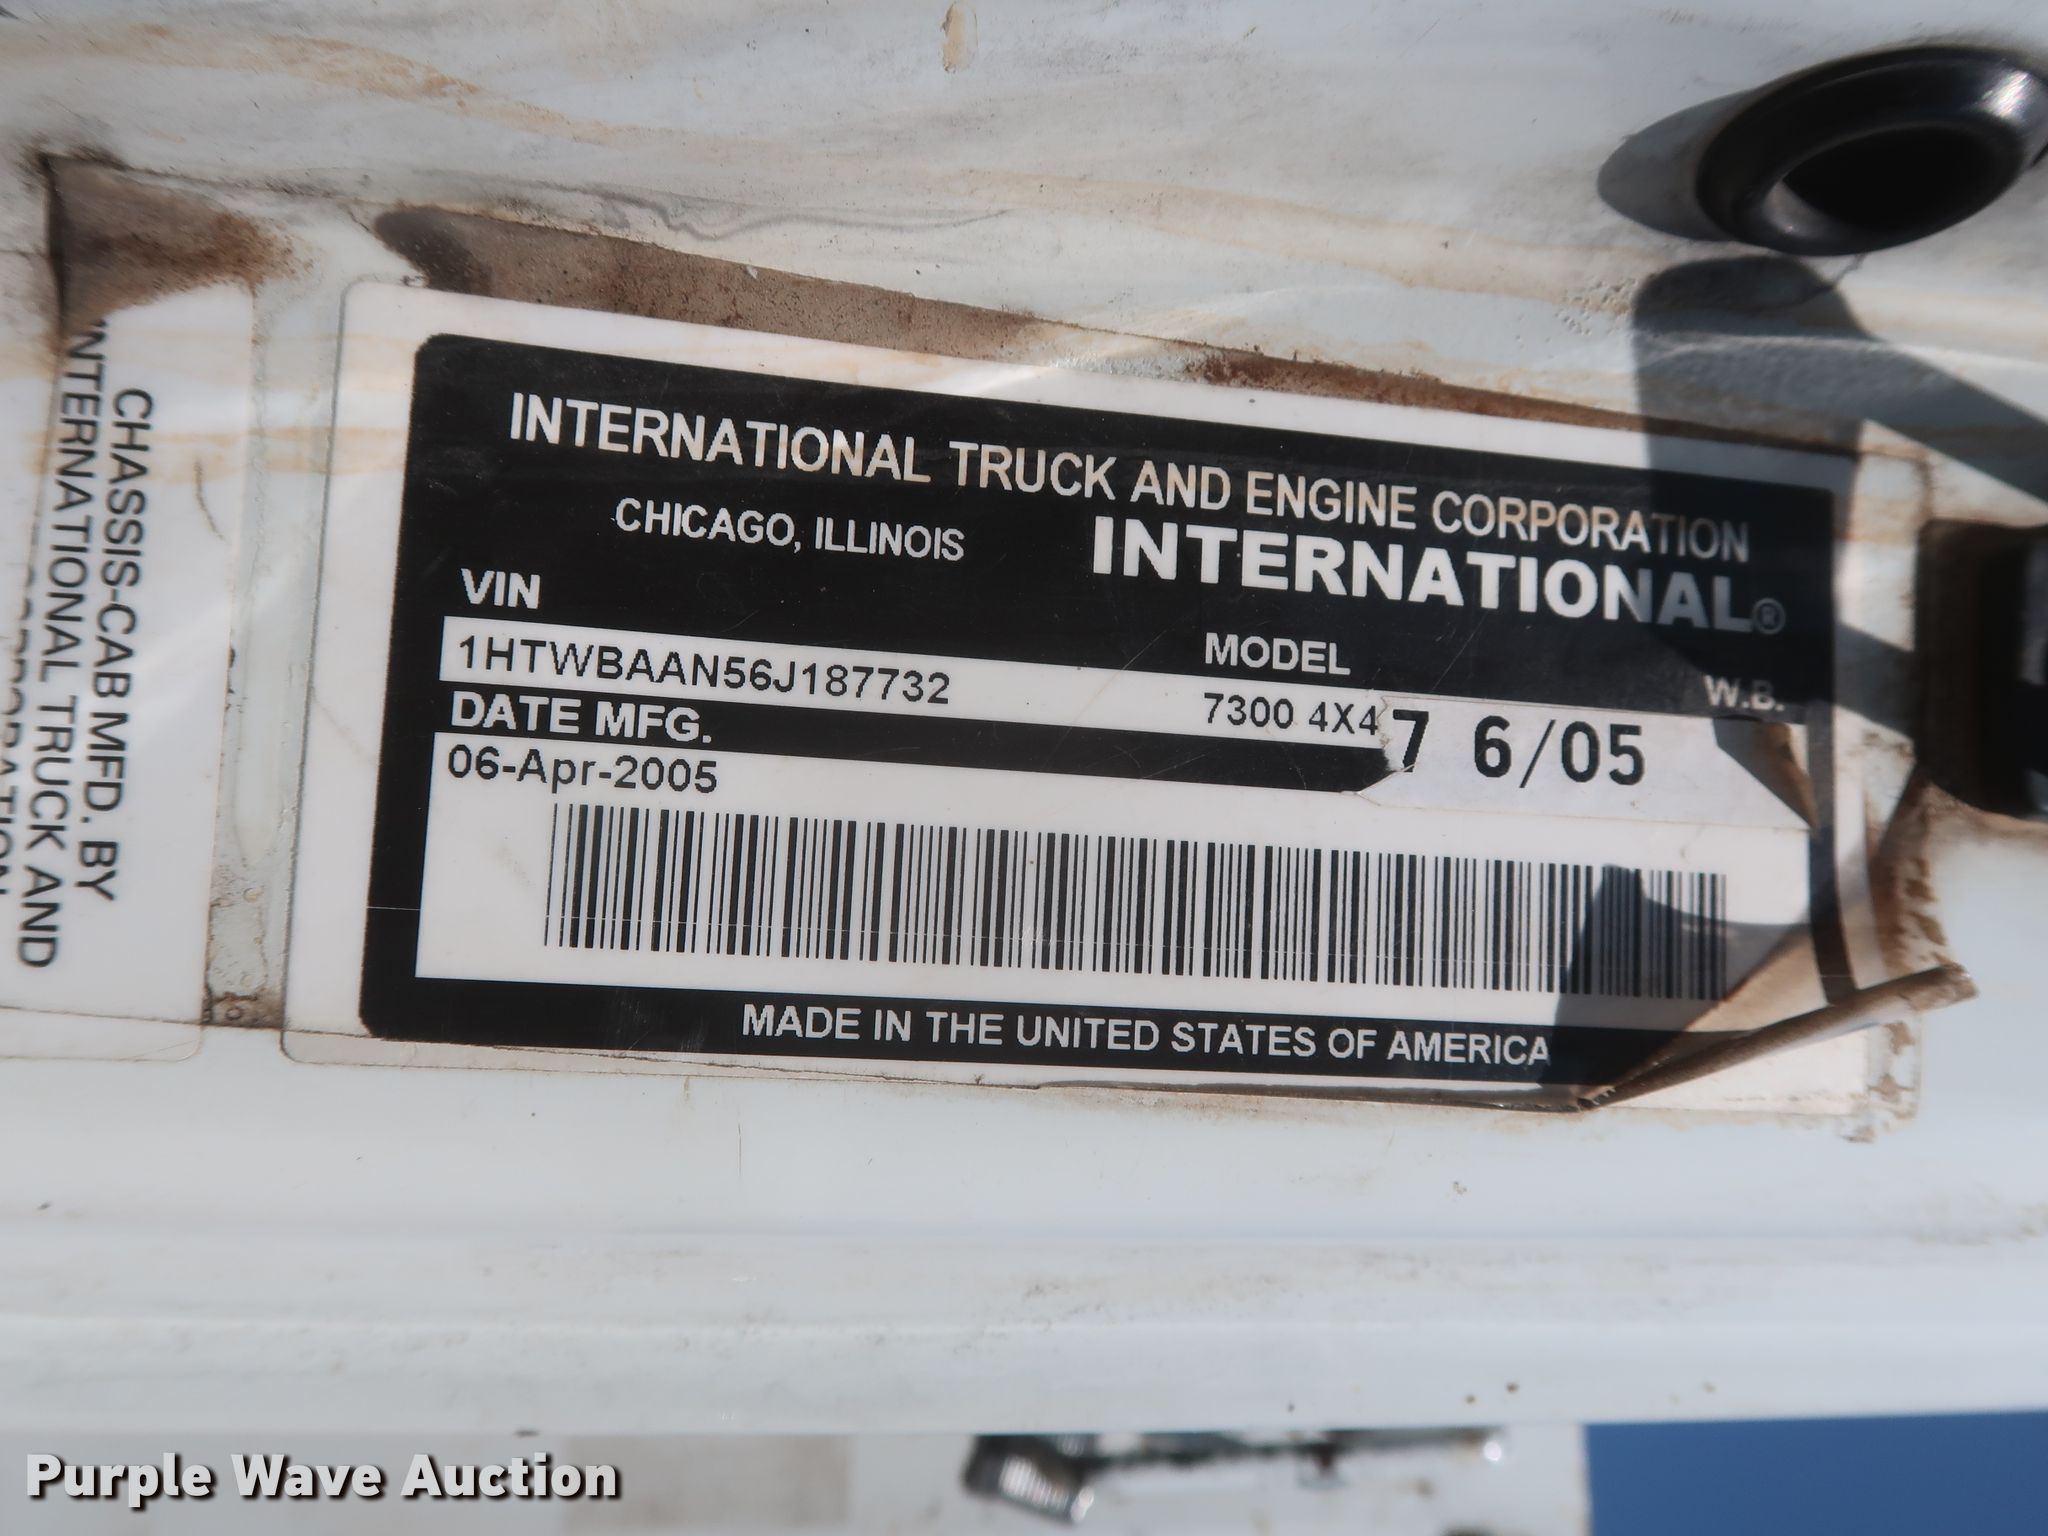 CHASSIS-CAB MFD. BY
INTERNATIONAL TRUCK AND
INTERNATIONAL TRUCK AND ENGINE CORPORATION
CHICAGO, ILLINOIS
INTERNATIONAL®
VIN
MODEL
W.B.
1HTWBAAN56J187732
7300 4X4
7 6/05
DATE MFG.
06-Apr-2005
MADE IN THE UNITED STATES OF AMERICA
Purple Wave Auction